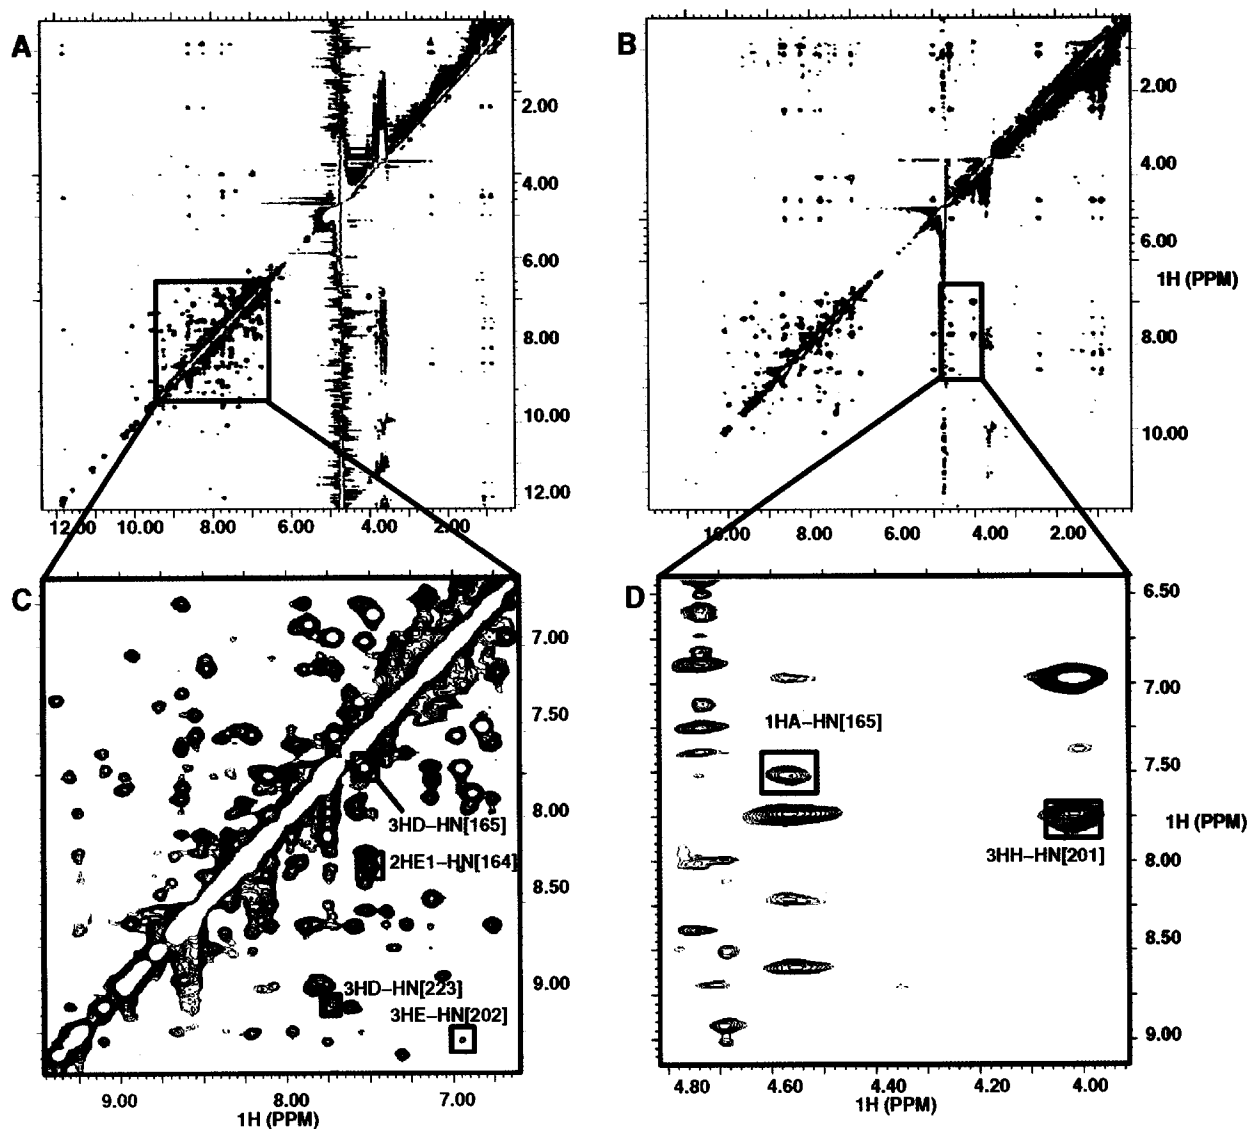 A
2.00
4.00
6.00
8.00
10.00
12.00
12.00 10.00 8.00 6.00 4.00 2.00
B
2.00
4.00
6.00
1H (PPM)
8.00
10.00
10.00 8.00 6.00 4.00 2.00
C
7.00
7.50
8.00
3HD-HN[165]
2HE1-HN[164]
8.50
9.00
3HD-HN[223]
3HE-HN[202]
9.00 8.00 7.00
1H (PPM)
D
6.50
7.00
1HA-HN[165]
7.50
1H (PPM)
3HH-HN[201]
8.00
8.50
9.00
4.80 4.60 4.40 4.20 4.00
1H (PPM)